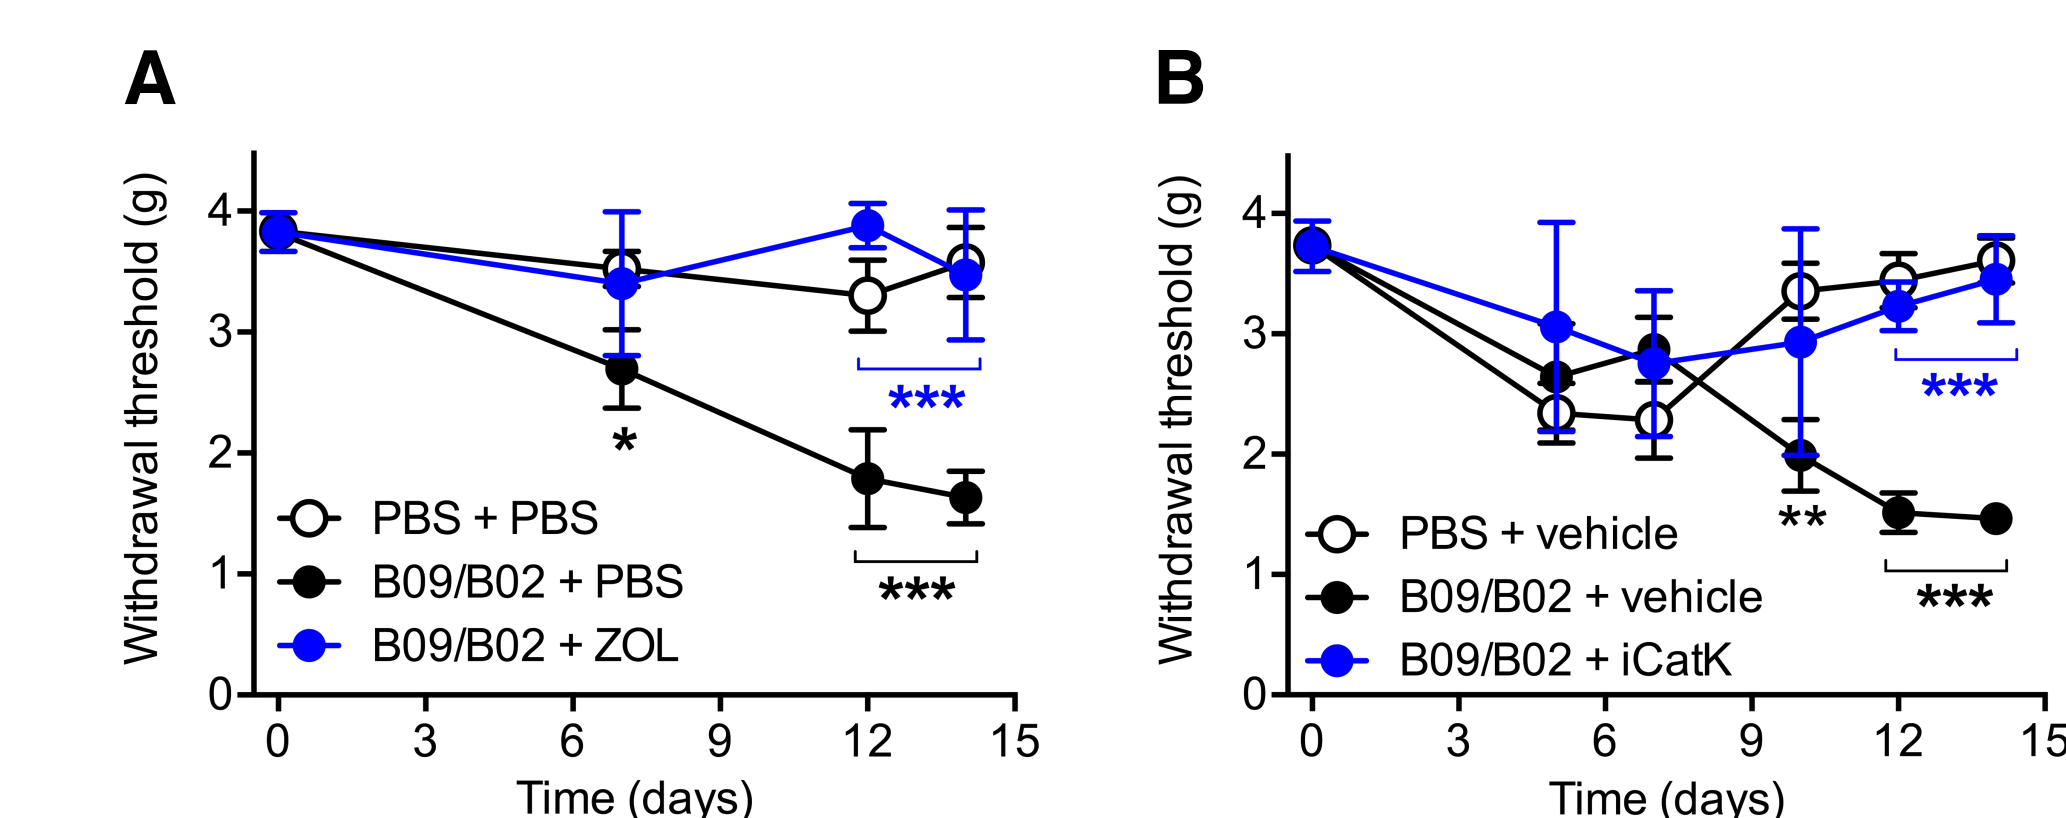 A
Withdrawal threshold (g)
4
3
2
1
0
*
***
***
PBS + PBS
B09/B02 + PBS
B09/B02 + ZOL
0 3 6 9 12 15
Time (days)
B
Withdrawal threshold (g)
4
3
2
1
0
**
***
***
PBS + vehicle
B09/B02 + vehicle
B09/B02 + iCatK
0 3 6 9 12 15
Time (days)